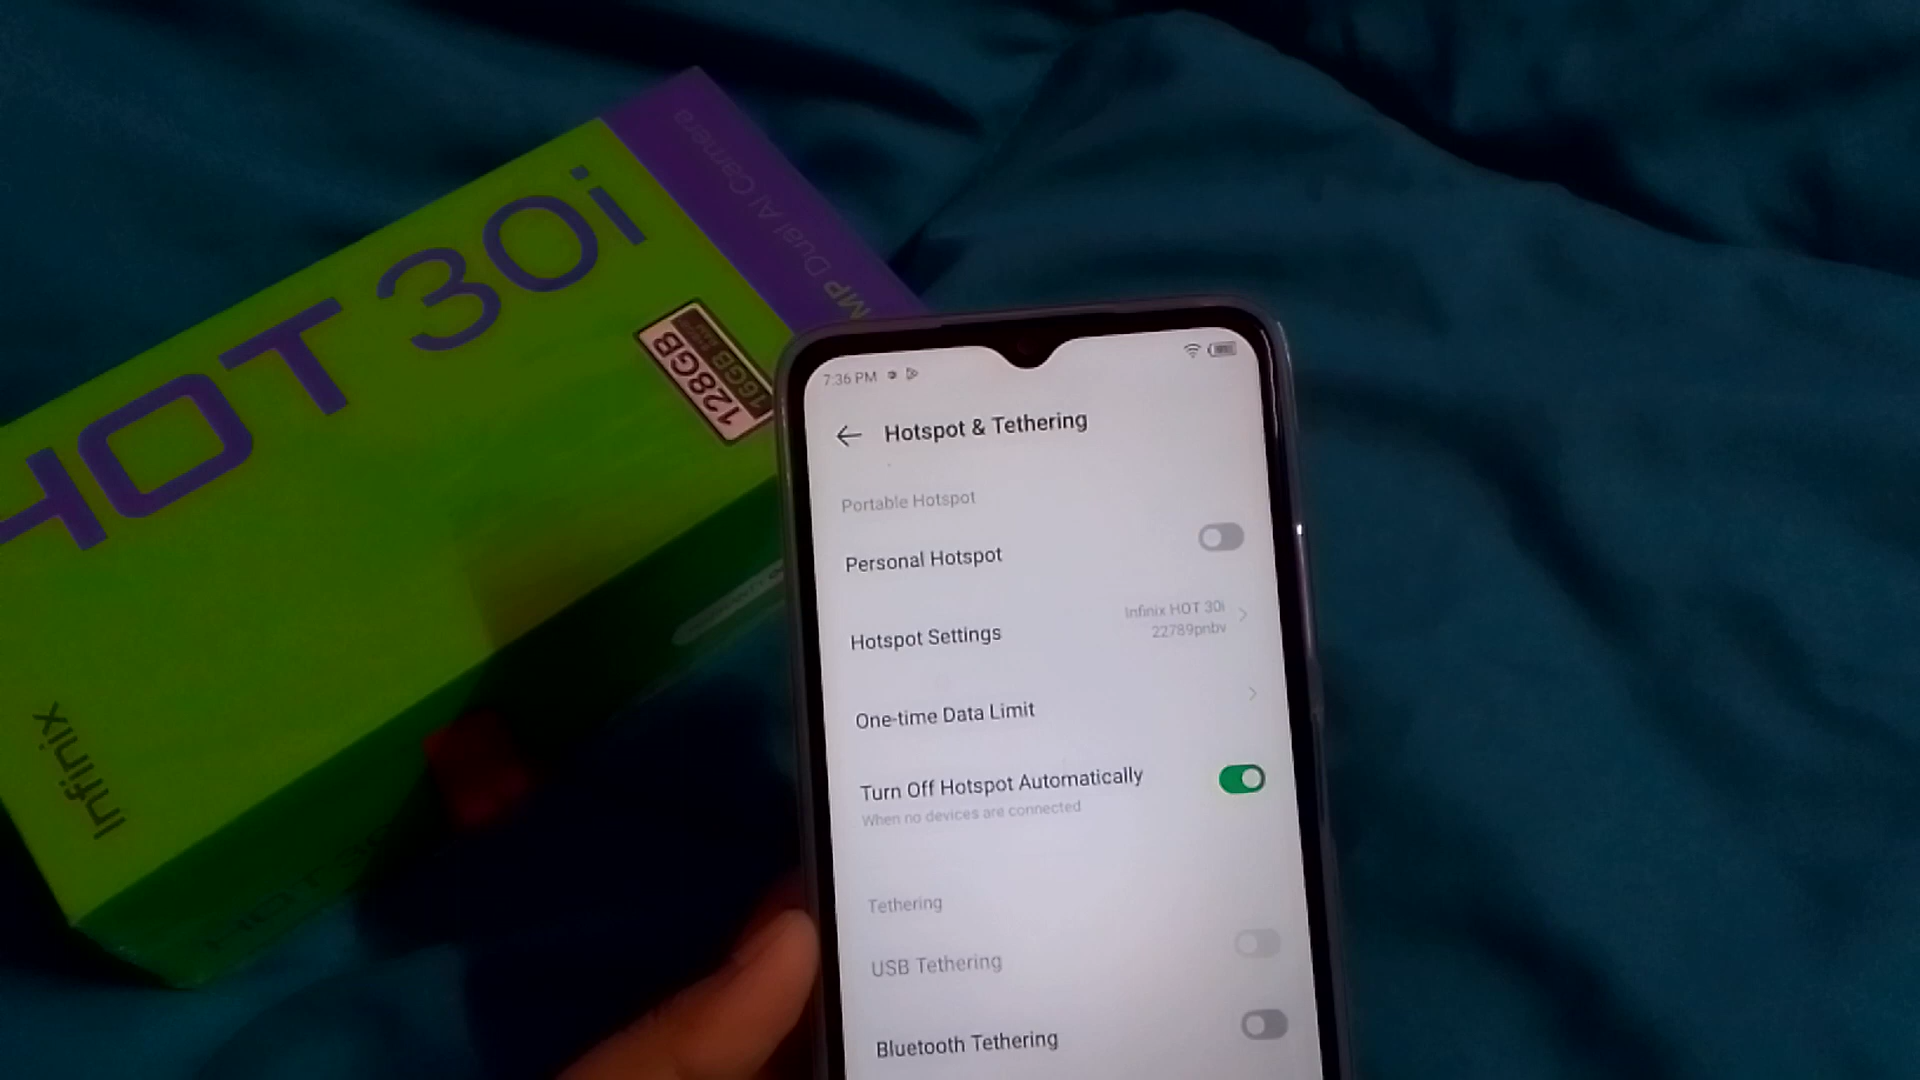 HOT 30i
MP Dual AI Camera
128GB
16GB
Infinix
7:36 PM
Hotspot & Tethering
Portable Hotspot
Personal Hotspot
Hotspot Settings
Infinix HOT 30i
22789pnbv
One-time Data Limit
Turn Off Hotspot Automatically
When no devices are connected
Tethering
USB Tethering
Bluetooth Tethering